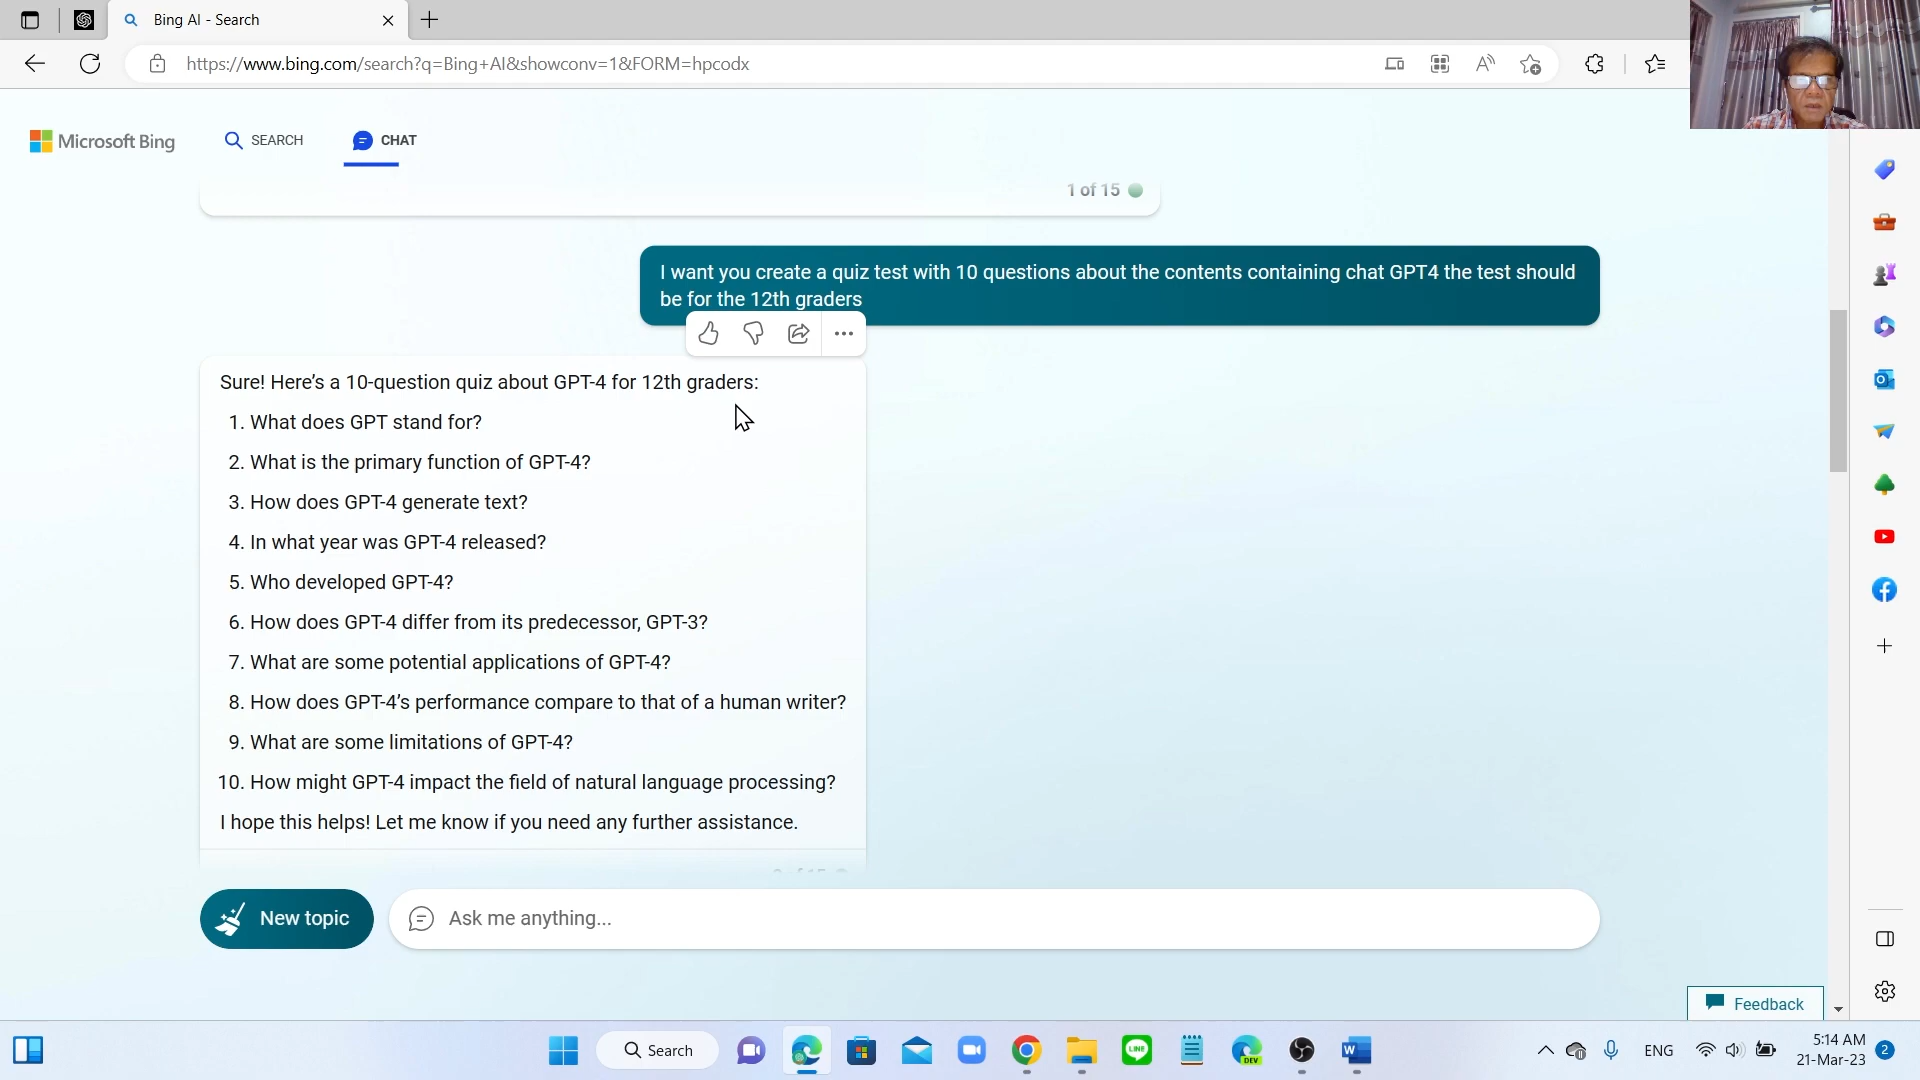 Bing AI - Search
https://www.bing.com/search?q=Bing+AI&showconv=1&FORM=hpcodx
Microsoft Bing
SEARCH
CHAT
1 of 15
I want you create a quiz test with 10 questions about the contents containing chat GPT4 the test should
be for the 12th graders
Sure! Here's a 10-question quiz about GPT-4 for 12th graders:
1. What does GPT stand for?
2. What is the primary function of GPT-4?
3. How does GPT-4 generate text?
4. In what year was GPT-4 released?
5. Who developed GPT-4?
6. How does GPT-4 differ from its predecessor, GPT-3?
7. What are some potential applications of GPT-4?
8. How does GPT-4's performance compare to that of a human writer?
9. What are some limitations of GPT-4?
10. How might GPT-4 impact the field of natural language processing?
I hope this helps! Let me know if you need any further assistance.
New topic
Ask me anything...
Feedback
Search
LINE
DEV
ENG
5:14 AM
21-Mar-23
2